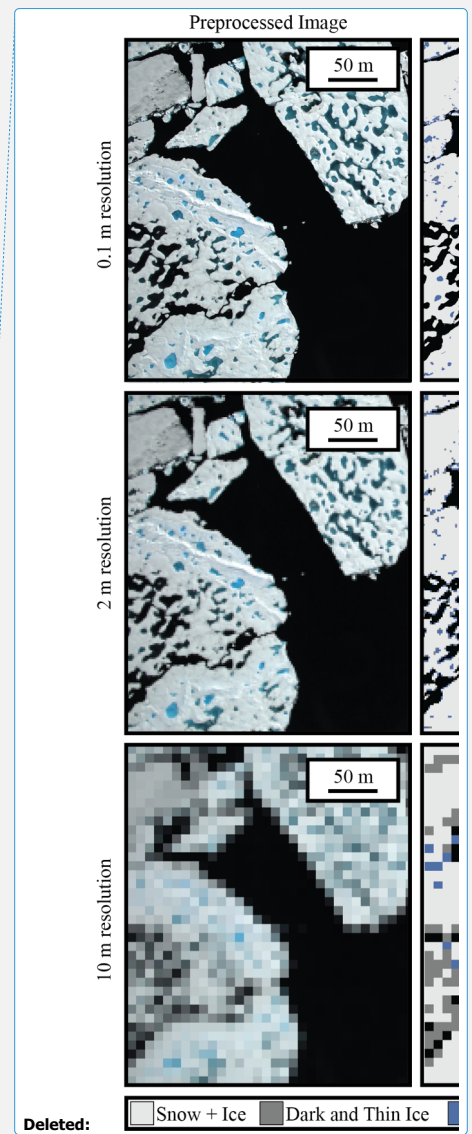 Preprocessed Image
0.1 m resolution
50 m
2 m resolution
50 m
10 m resolution
50 m
Deleted:
Snow + Ice Dark and Thin Ice